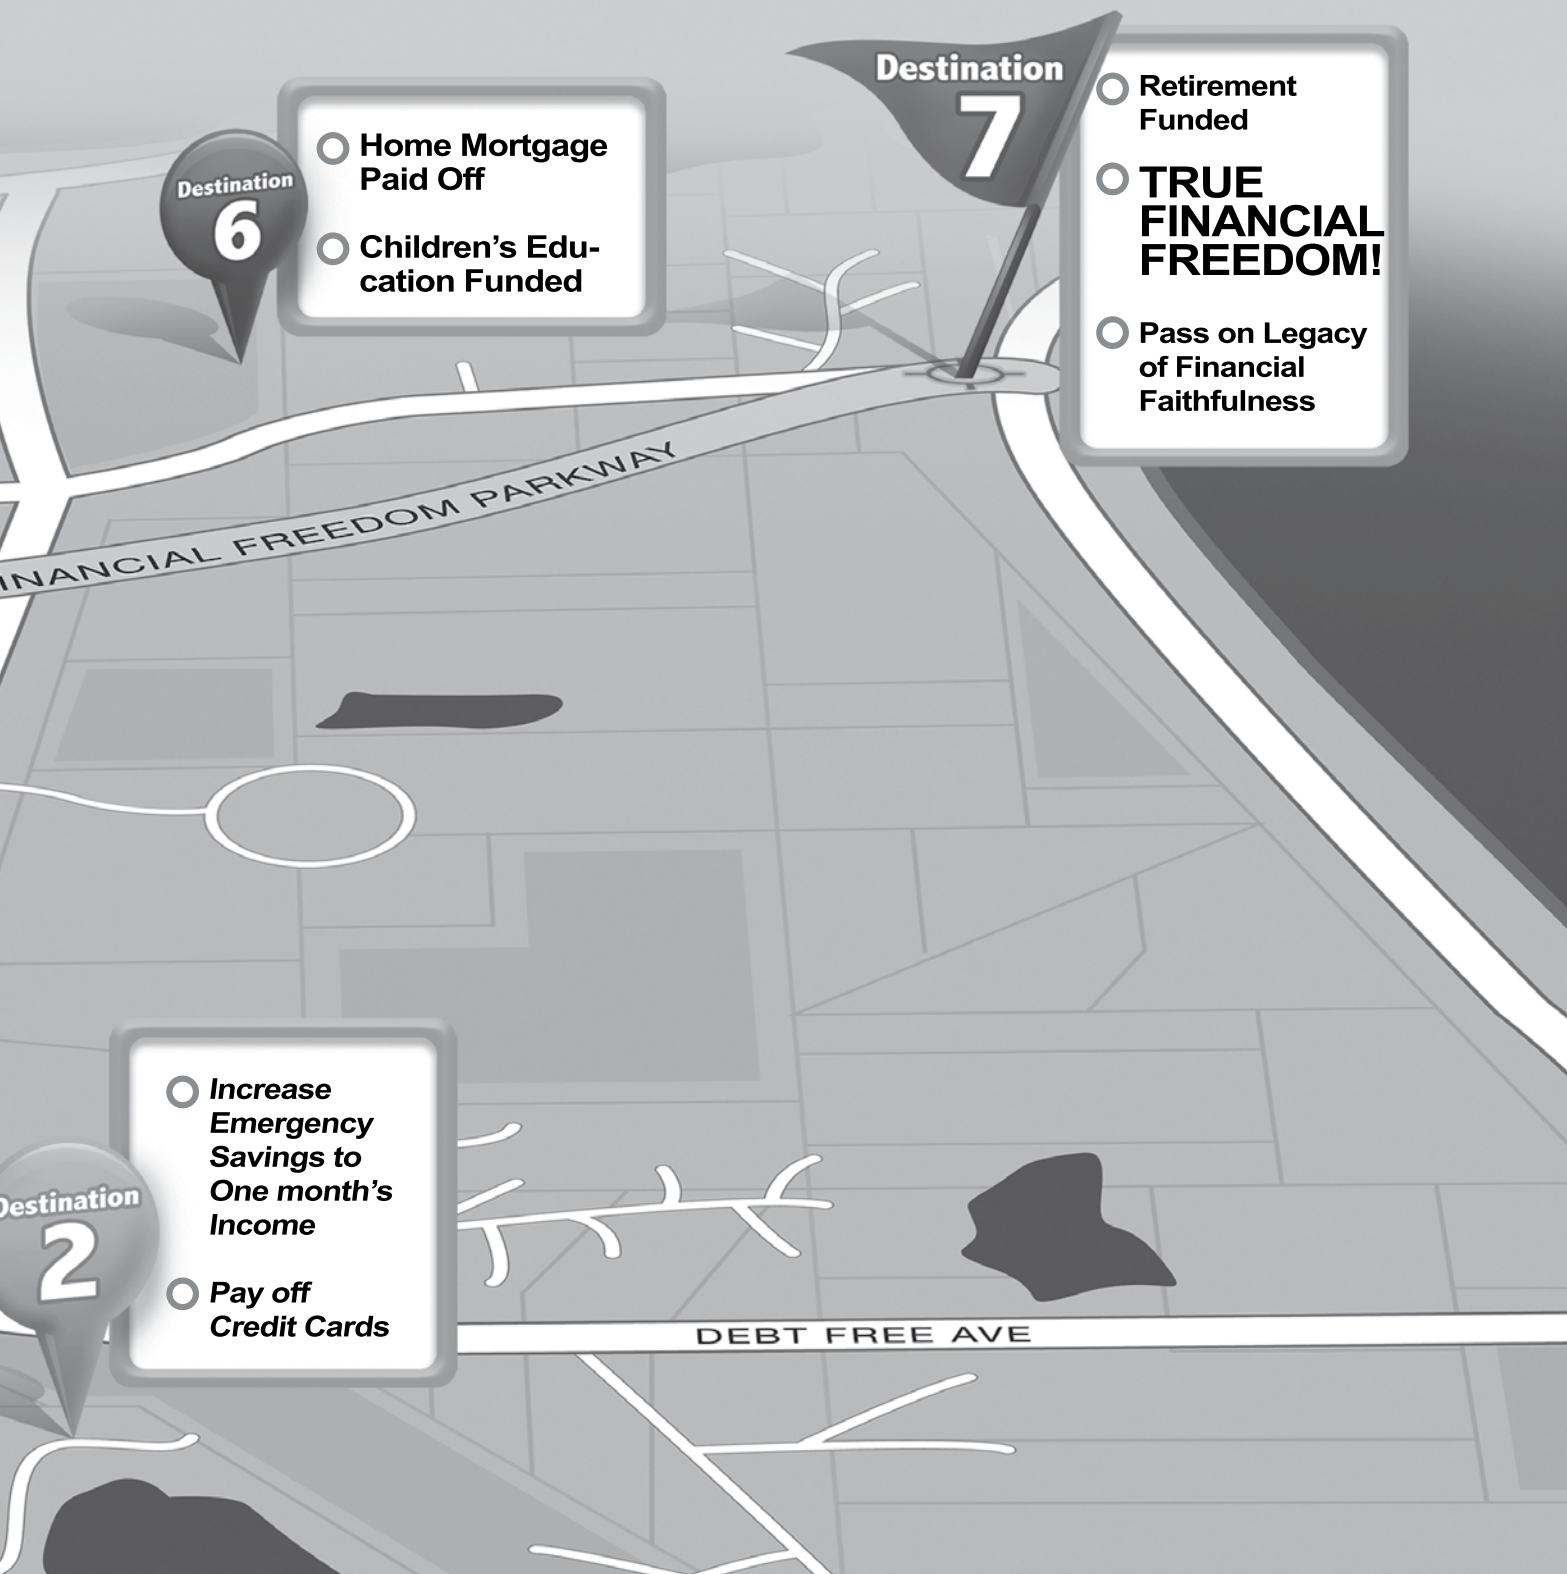 Destination
7
Retirement
Funded
TRUE
FINANCIAL
FREEDOM!
Pass on Legacy
of Financial
Faithfulness
Destination
6
Home Mortgage
Paid Off
Children’s Edu-
cation Funded
INANCIAL FREEDOM PARKWAY
Destination
2
Increase
Emergency
Savings to
One month’s
Income
Pay off
Credit Cards
DEBT FREE AVE